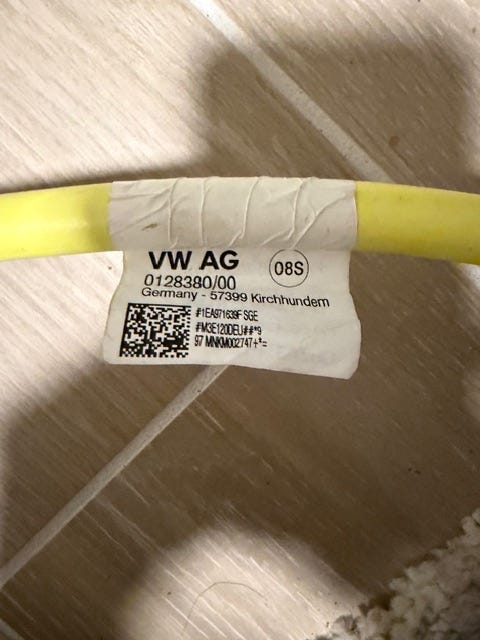 VW AG
08S
0128380/00
Germany - 57399 Kirchhundem
#1EA971639F SGE
#M3E120DEU##*9
97 MNKM002747+*=